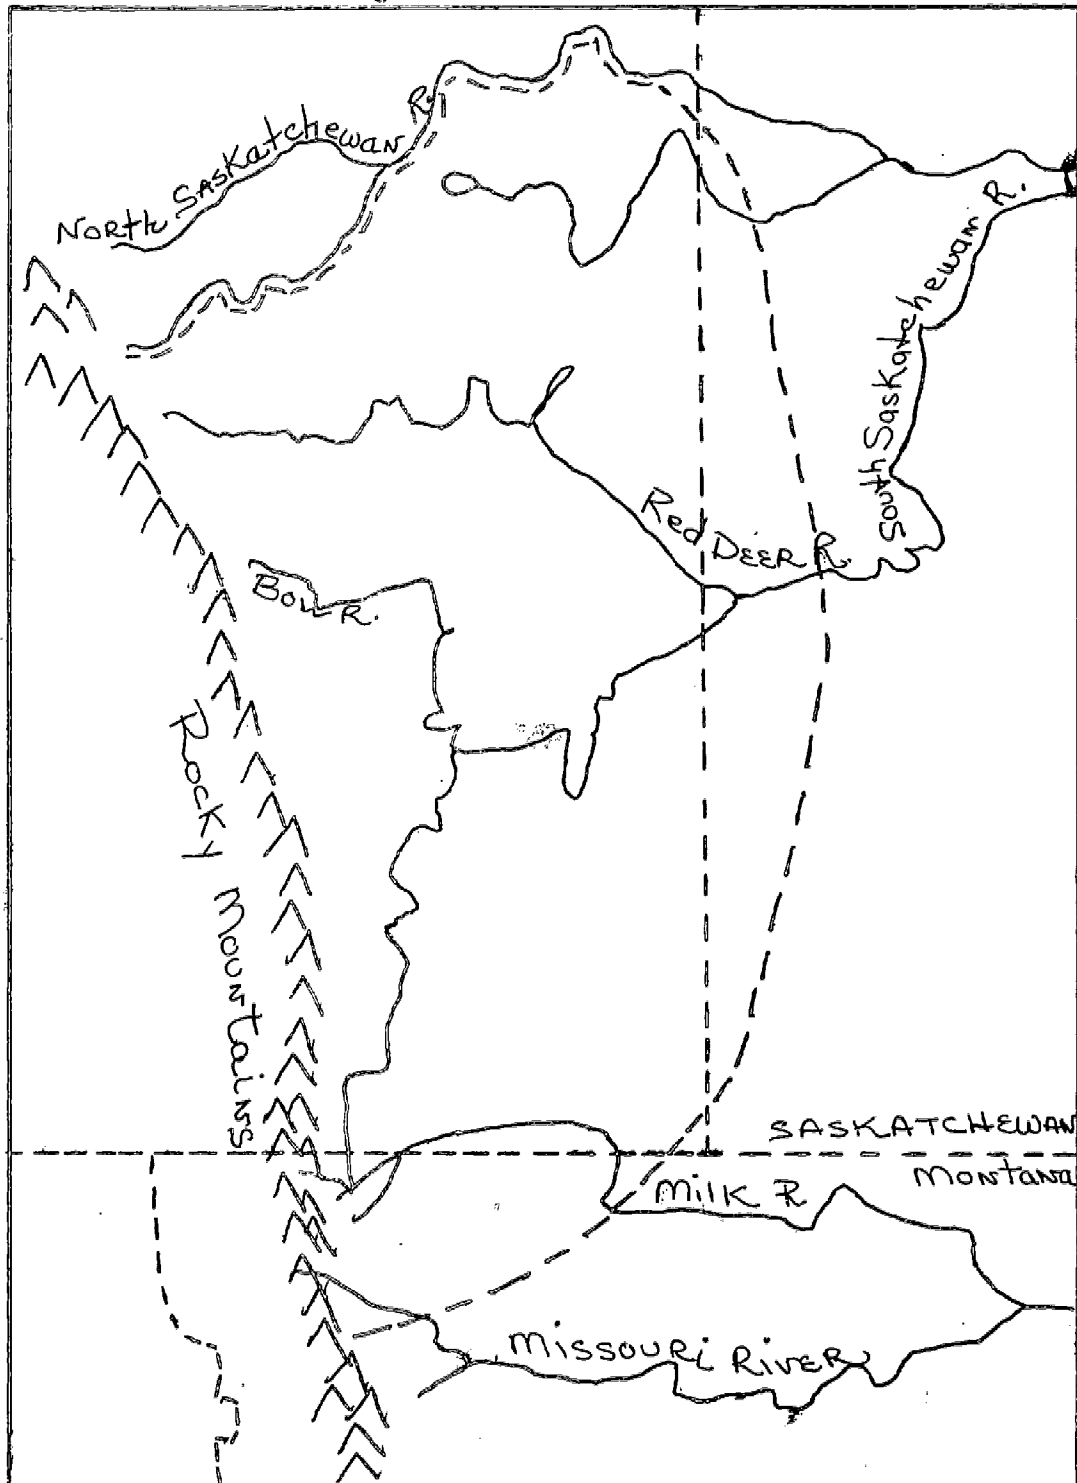 NORTH SASKatchewan R.
South Saskatchewan R.
Red DEER R.
Bow R.
Rocky Mountains
SASKATCHEWAN
MONTANA
MILK R
MISSOURI RIVER